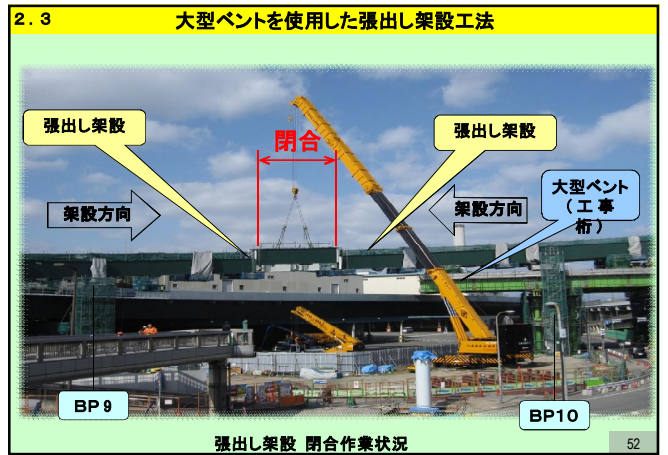 ２．３ 大型ベントを使用した張出し架設工法
張出し架設
閉合
張出し架設
架設方向
架設方向
大型ベント
（工 事
桁）
BP9
BP10
張出し架設 閉合作業状況
52